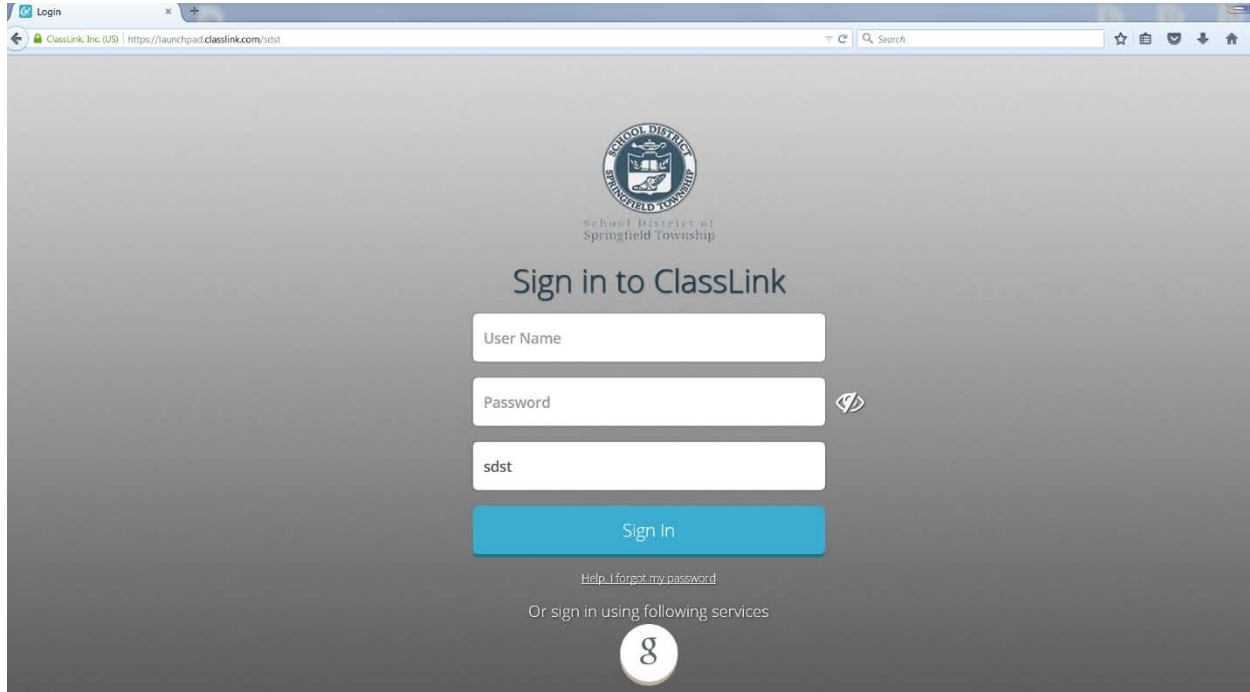 Login
ClassLink, Inc. (US)
https://launchpad.classlink.com/sdst
Search
SCHOOL DISTRICT
SPRINGFIELD TOWNSHIP
School District of
Springfield Township
Sign in to ClassLink
User Name
Password
sdst
Sign In
Help, I forgot my password
Or sign in using following services
g